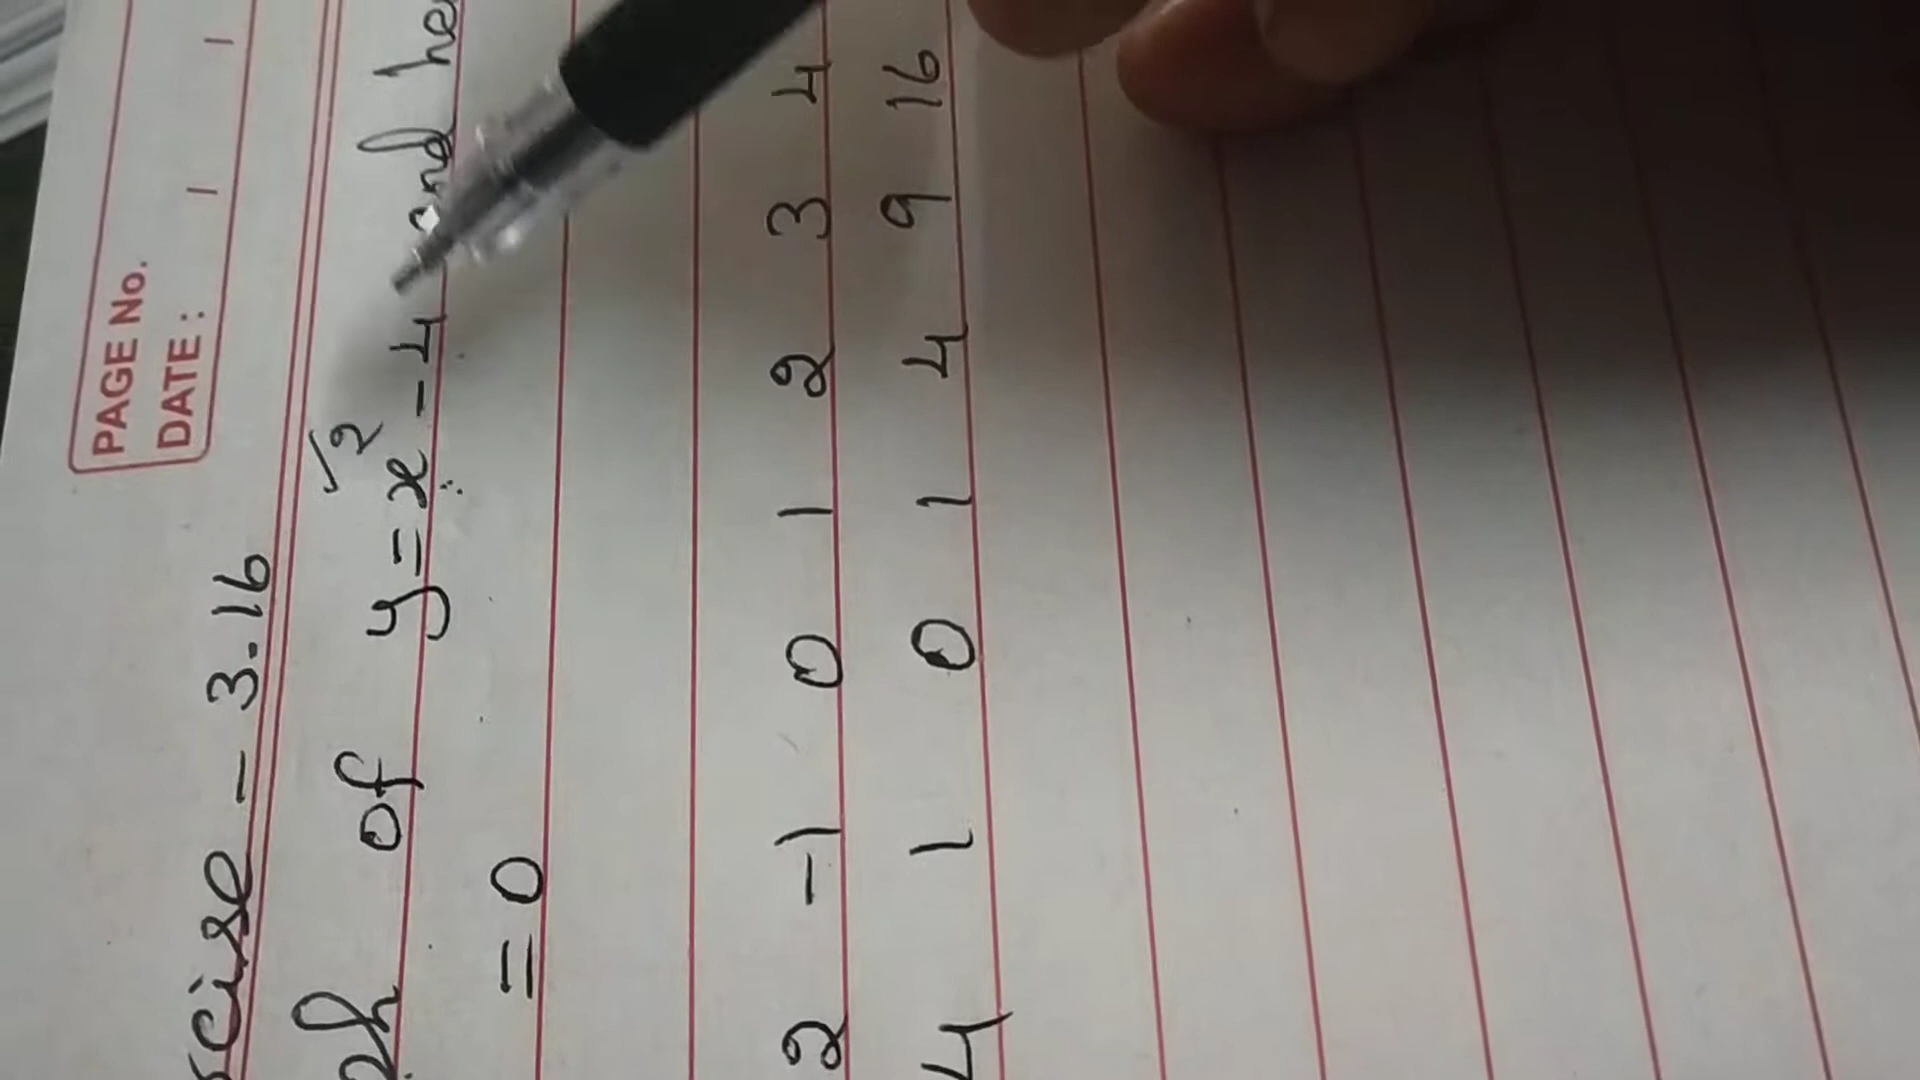 PAGE No.
DATE :
cise - 3.16
ph of y = x² - 4 and he
= 0
2 -1 0 1 2 3 4
4 1 0 1 4 9 16